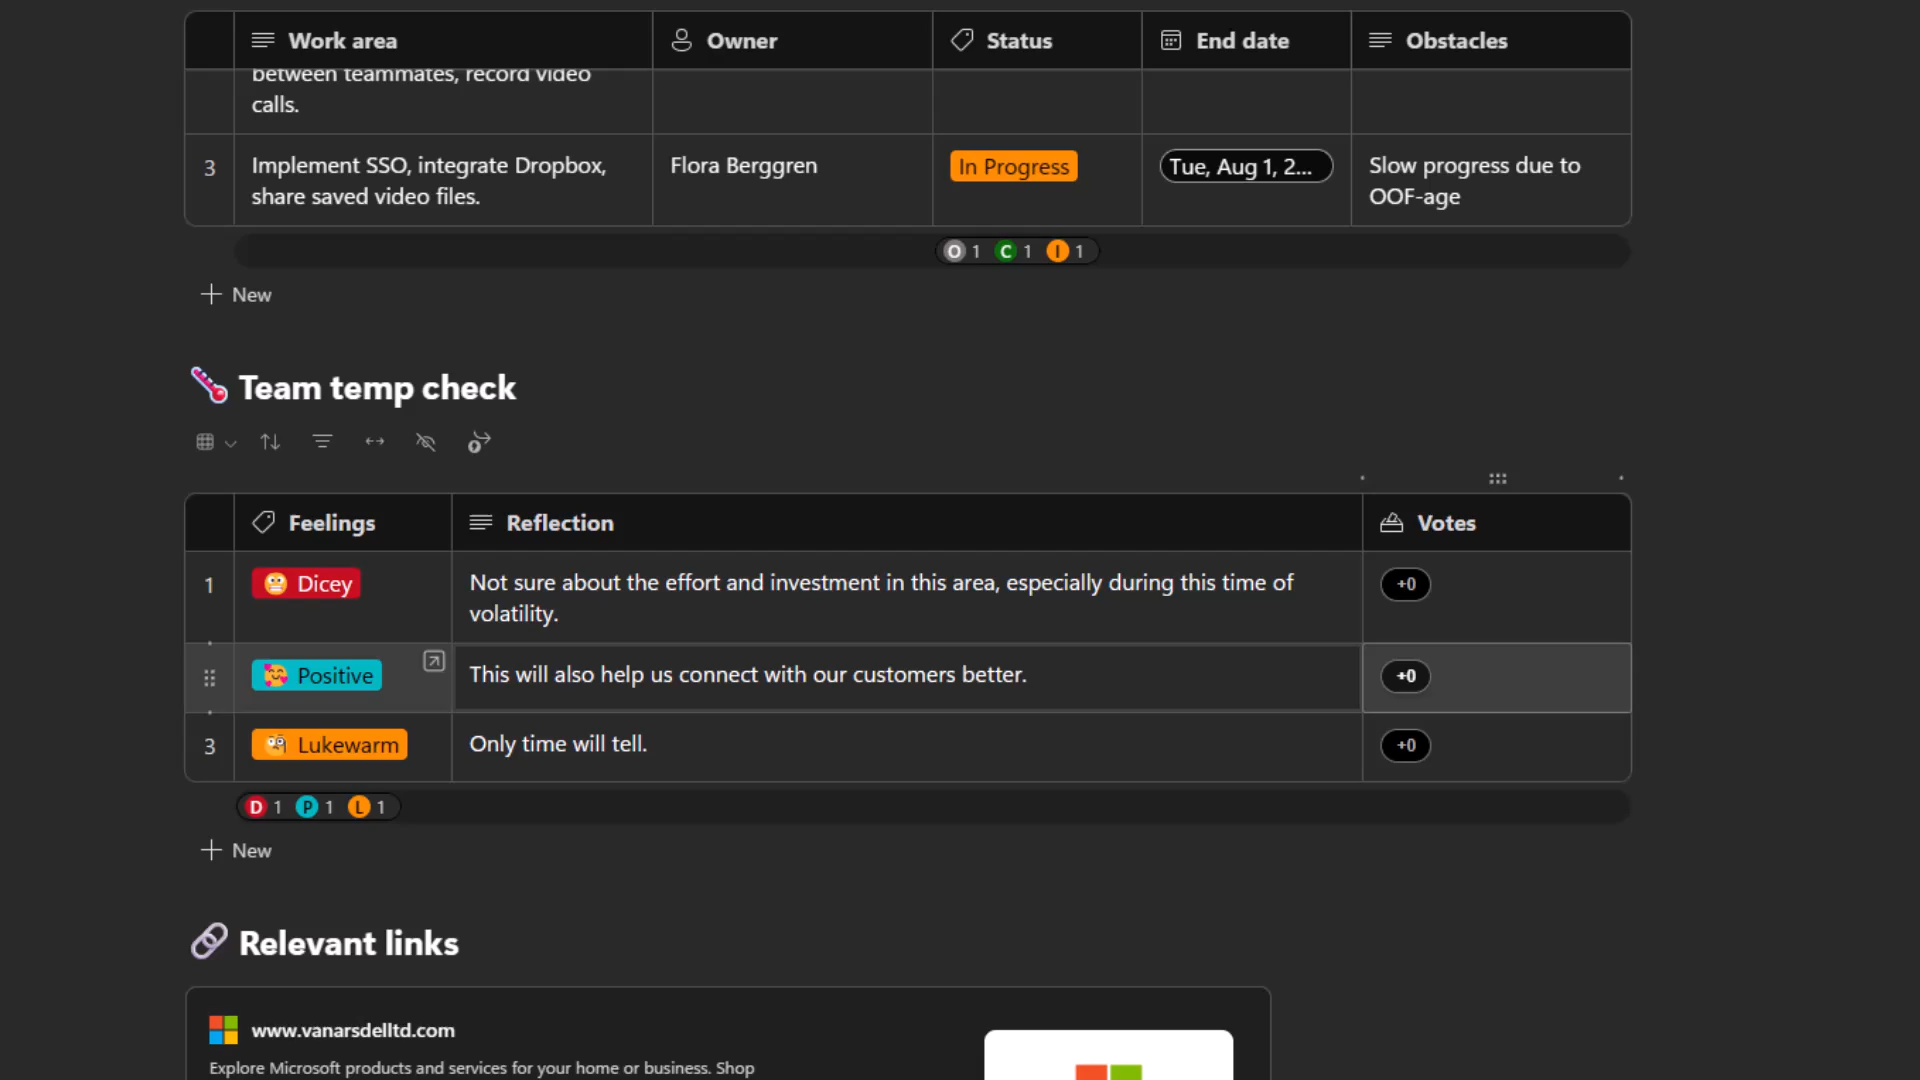 Work area Owner Status End date Obstacles
between teammates, record video
calls.
3 Implement SSO, integrate Dropbox, Flora Berggren In Progress Tue, Aug 1, 2... Slow progress due to
share saved video files. OOF-age
O 1 C 1 I 1
New
Team temp check
Feelings Reflection Votes
1 Dicey Not sure about the effort and investment in this area, especially during this time of +0
volatility.
Positive This will also help us connect with our customers better. +0
3 Lukewarm Only time will tell. +0
D 1 P 1 L 1
New
Relevant links
www.vanarsdelltd.com
Explore Microsoft products and services for your home or business. Shop